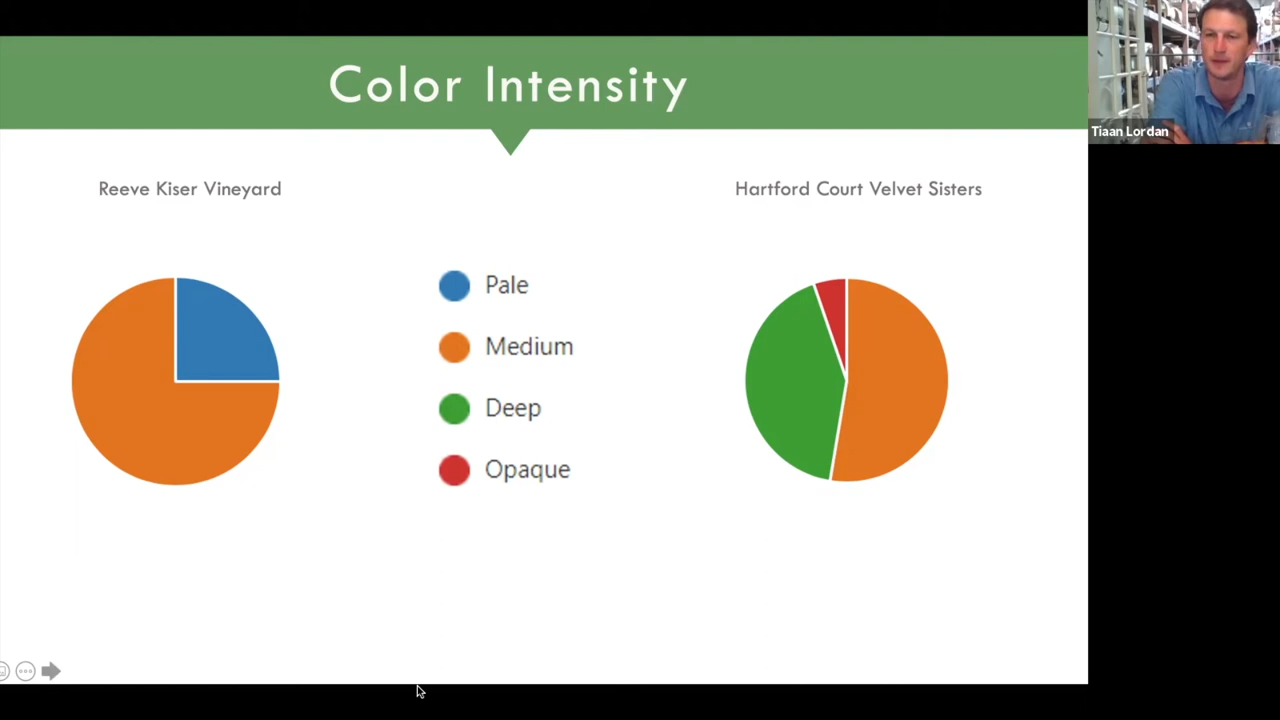 Color Intensity
Tiaan Lordan
Reeve Kiser Vineyard
Hartford Court Velvet Sisters
Pale
Medium
Deep
Opaque